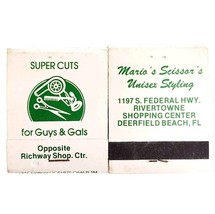 SUPER CUTS
for Guys & Gals
Opposite
Richway Shop. Ctr.
Mario's Scissor's
Unisex Styling
1197 S. FEDERAL HWY.
RIVERTOWNE
SHOPPING CENTER
DEERFIELD BEACH, FL